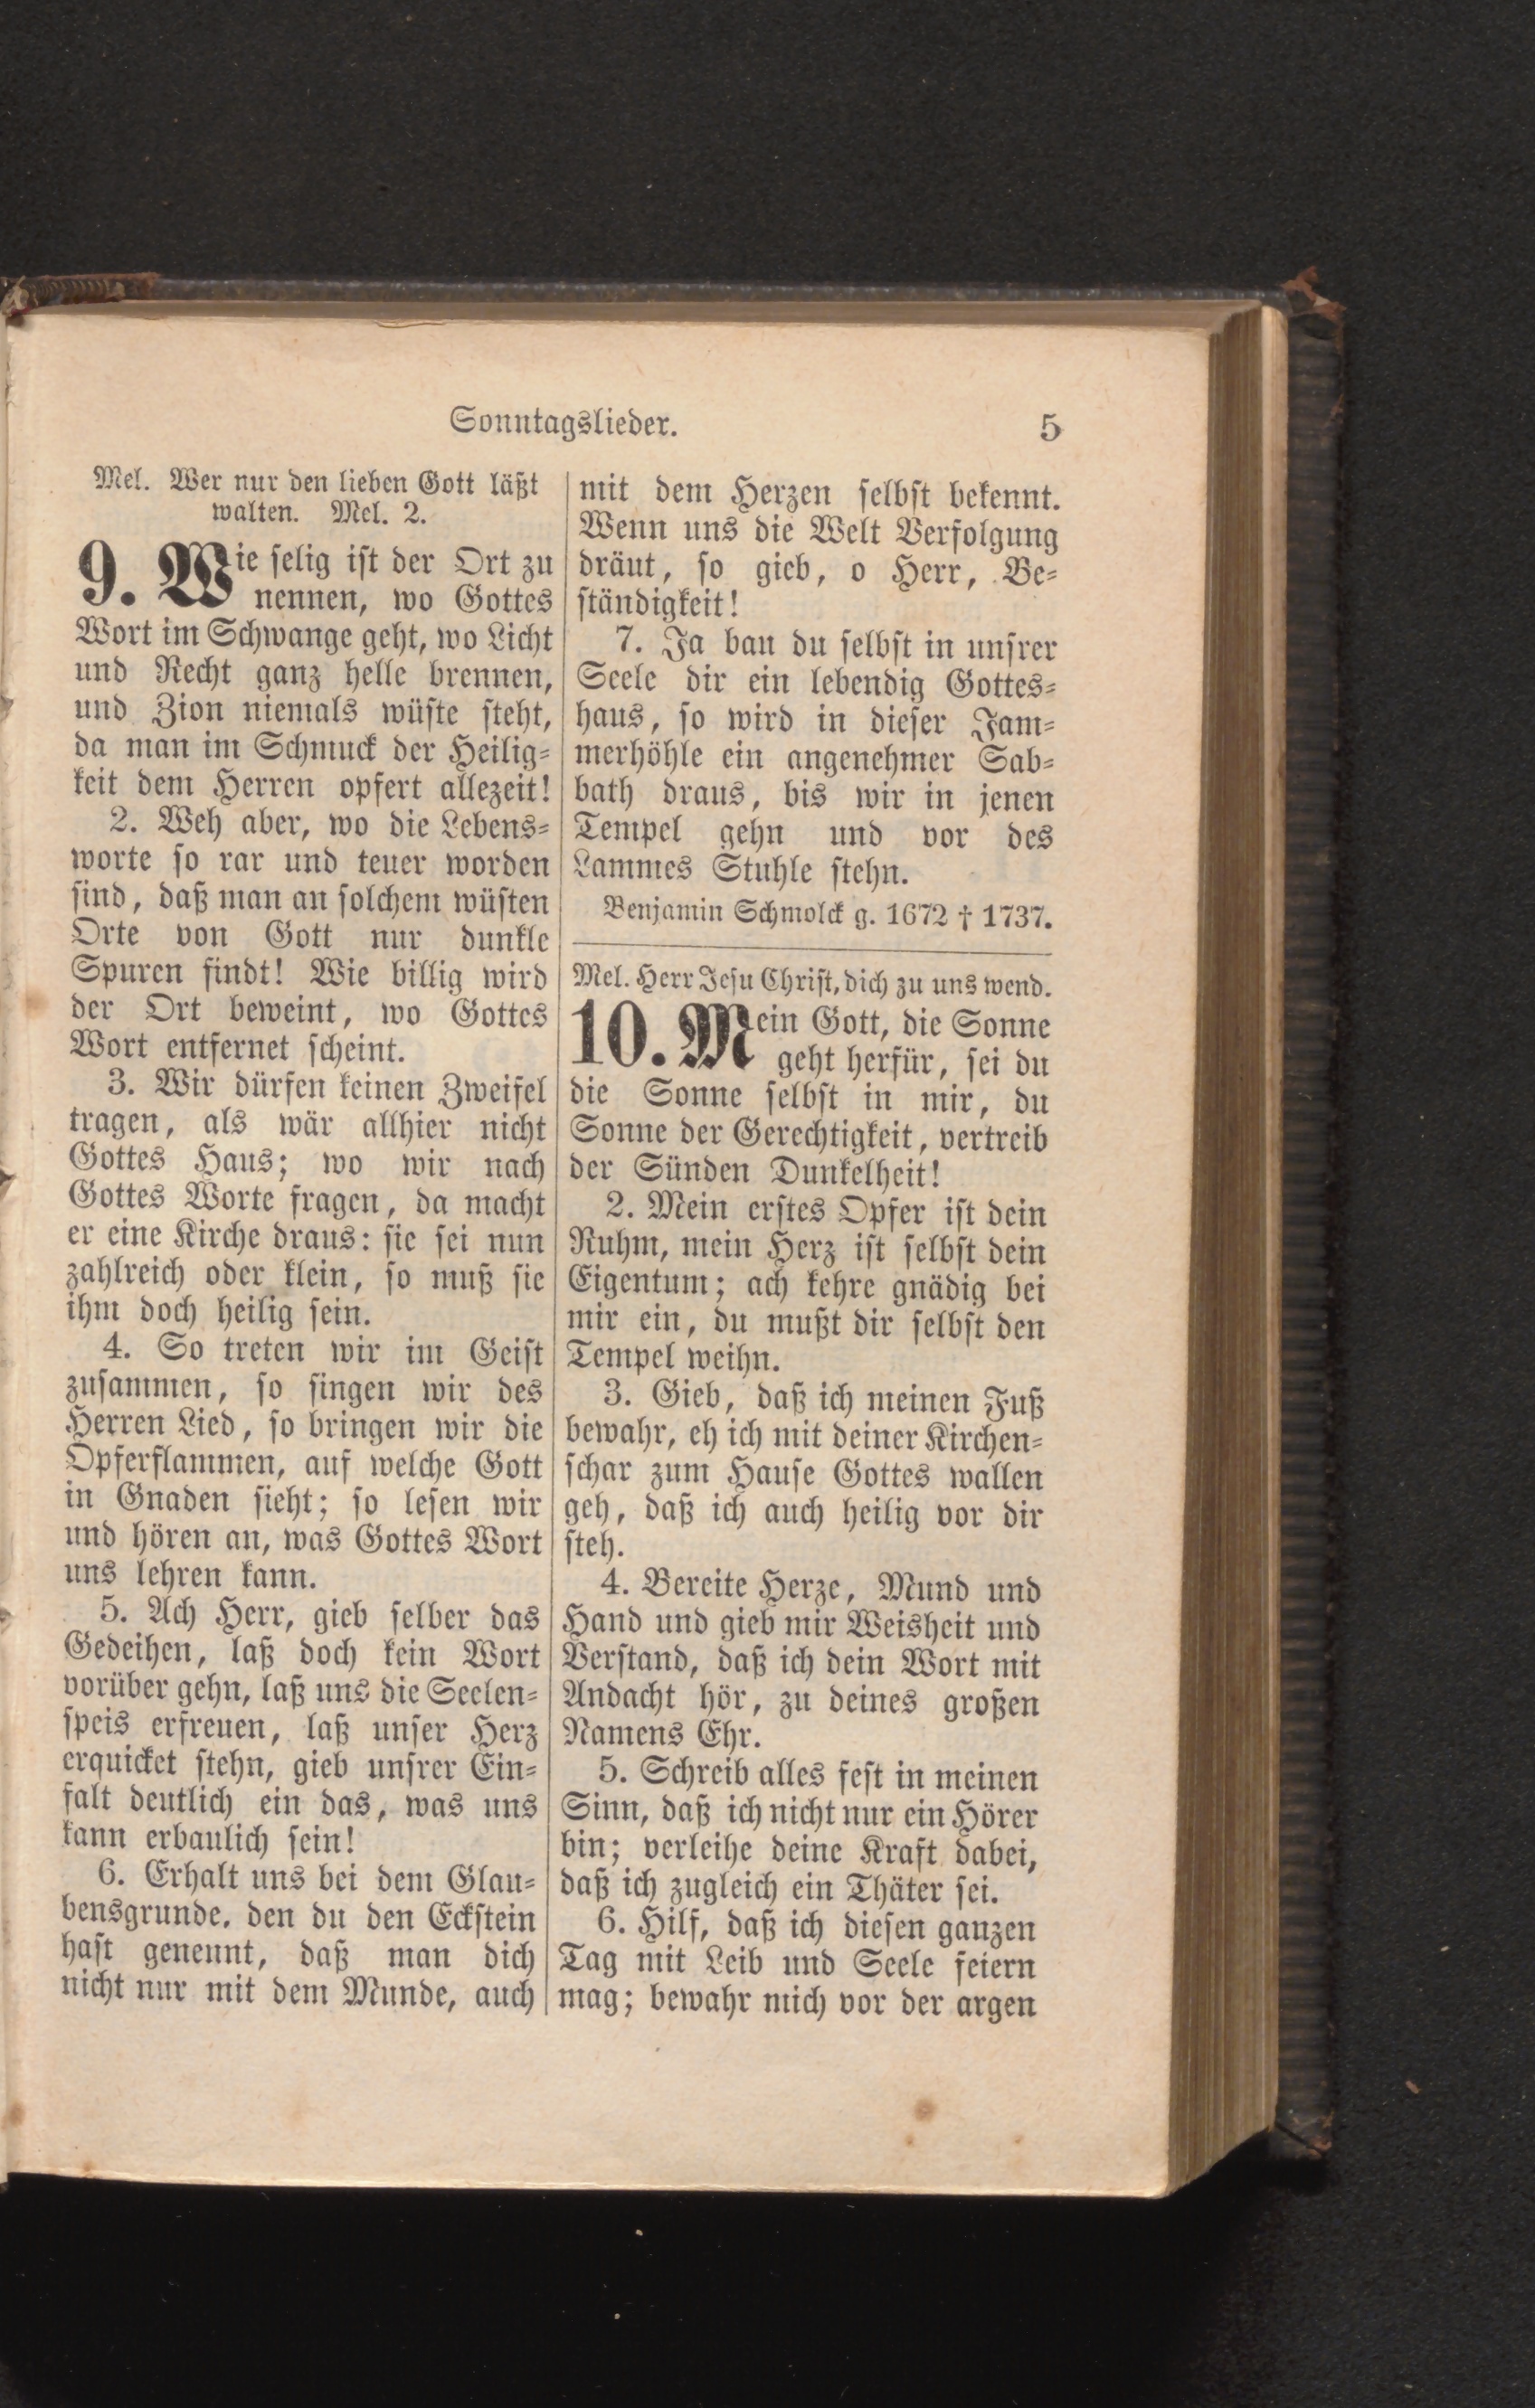 Sonntagslieder. 5
Mel. Wer nur den lieben Gott läßt
walten. Mel. 2.
9. Wie selig ist der Ort zu
nennen, wo Gottes
Wort im Schwange geht, wo Licht
und Recht ganz helle brennen,
und Zion niemals wüste steht,
da man im Schmuck der Heilig-
keit dem Herren opfert allezeit!
2. Weh aber, wo die Lebens-
worte so rar und teuer worden
sind, daß man an solchem wüsten
Orte von Gott nur dunkle
Spuren findt! Wie billig wird
der Ort beweint, wo Gottes
Wort entfernet scheint.
3. Wir dürfen keinen Zweifel
tragen, als wär allhier nicht
Gottes Haus; wo wir nach
Gottes Worte fragen, da macht
er eine Kirche draus: sie sei nun
zahlreich oder klein, so muß sie
ihm doch heilig sein.
4. So treten wir im Geist
zusammen, so singen wir des
Herren Lied, so bringen wir die
Opferflammen, auf welche Gott
in Gnaden sieht; so lesen wir
und hören an, was Gottes Wort
uns lehren kann.
5. Ach Herr, gieb selber das
Gedeihen, laß doch kein Wort
vorüber gehn, laß uns die Seelen-
speis erfreuen, laß unser Herz
erquicket stehn, gieb unsrer Ein-
falt deutlich ein das, was uns
kann erbaulich sein!
6. Erhalt uns bei dem Glau-
bensgrunde, den du den Eckstein
hast genennt, daß man dich
nicht nur mit dem Munde, auch
mit dem Herzen selbst bekennt.
Wenn uns die Welt Verfolgung
dräut, so gieb, o Herr, Be-
ständigkeit!
7. Ja bau du selbst in unsrer
Seele dir ein lebendig Gottes-
haus, so wird in dieser Jam-
merhöhle ein angenehmer Sab-
bath draus, bis wir in jenen
Tempel gehn und vor des
Lammes Stuhle stehn.
Benjamin Schmolck g. 1672 † 1737.
Mel. Herr Jesu Christ, dich zu uns wend.
10. Mein Gott, die Sonne
geht herfür, sei du
die Sonne selbst in mir, du
Sonne der Gerechtigkeit, vertreib
der Sünden Dunkelheit!
2. Mein erstes Opfer ist dein
Ruhm, mein Herz ist selbst dein
Eigentum; ach kehre gnädig bei
mir ein, du mußt dir selbst den
Tempel weihn.
3. Gieb, daß ich meinen Fuß
bewahr, eh ich mit deiner Kirchen-
schar zum Hause Gottes wallen
geh, daß ich auch heilig vor dir
steh.
4. Bereite Herze, Mund und
Hand und gieb mir Weisheit und
Verstand, daß ich dein Wort mit
Andacht hör, zu deines großen
Namens Ehr.
5. Schreib alles fest in meinen
Sinn, daß ich nicht nur ein Hörer
bin; verleihe deine Kraft dabei,
daß ich zugleich ein Thäter sei.
6. Hilf, daß ich diesen ganzen
Tag mit Leib und Seele feiern
mag; bewahr mich vor der argen